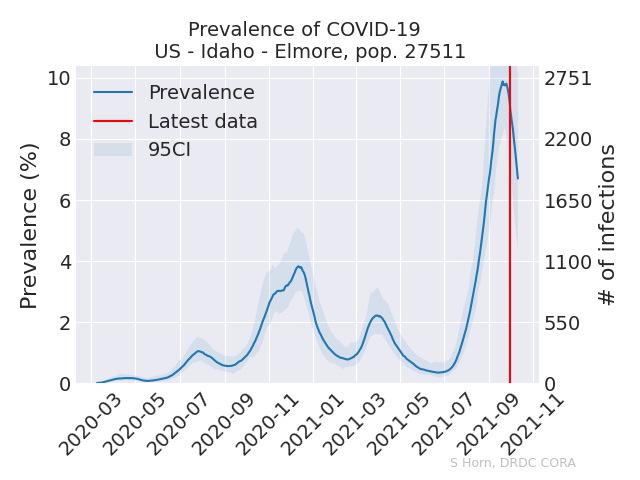 Prevalence of COVID-19
US - Idaho - Elmore, pop. 27511
Prevalence
Latest data
95CI
Prevalence (%)
10
8
6
4
2
0
2751
2200
1650
1100
550
0
# of infections
2020-03
2020-05
2020-07
2020-09
2020-11
2021-01
2021-03
2021-05
2021-07
2021-09
2021-11
S Horn, DRDC CORA